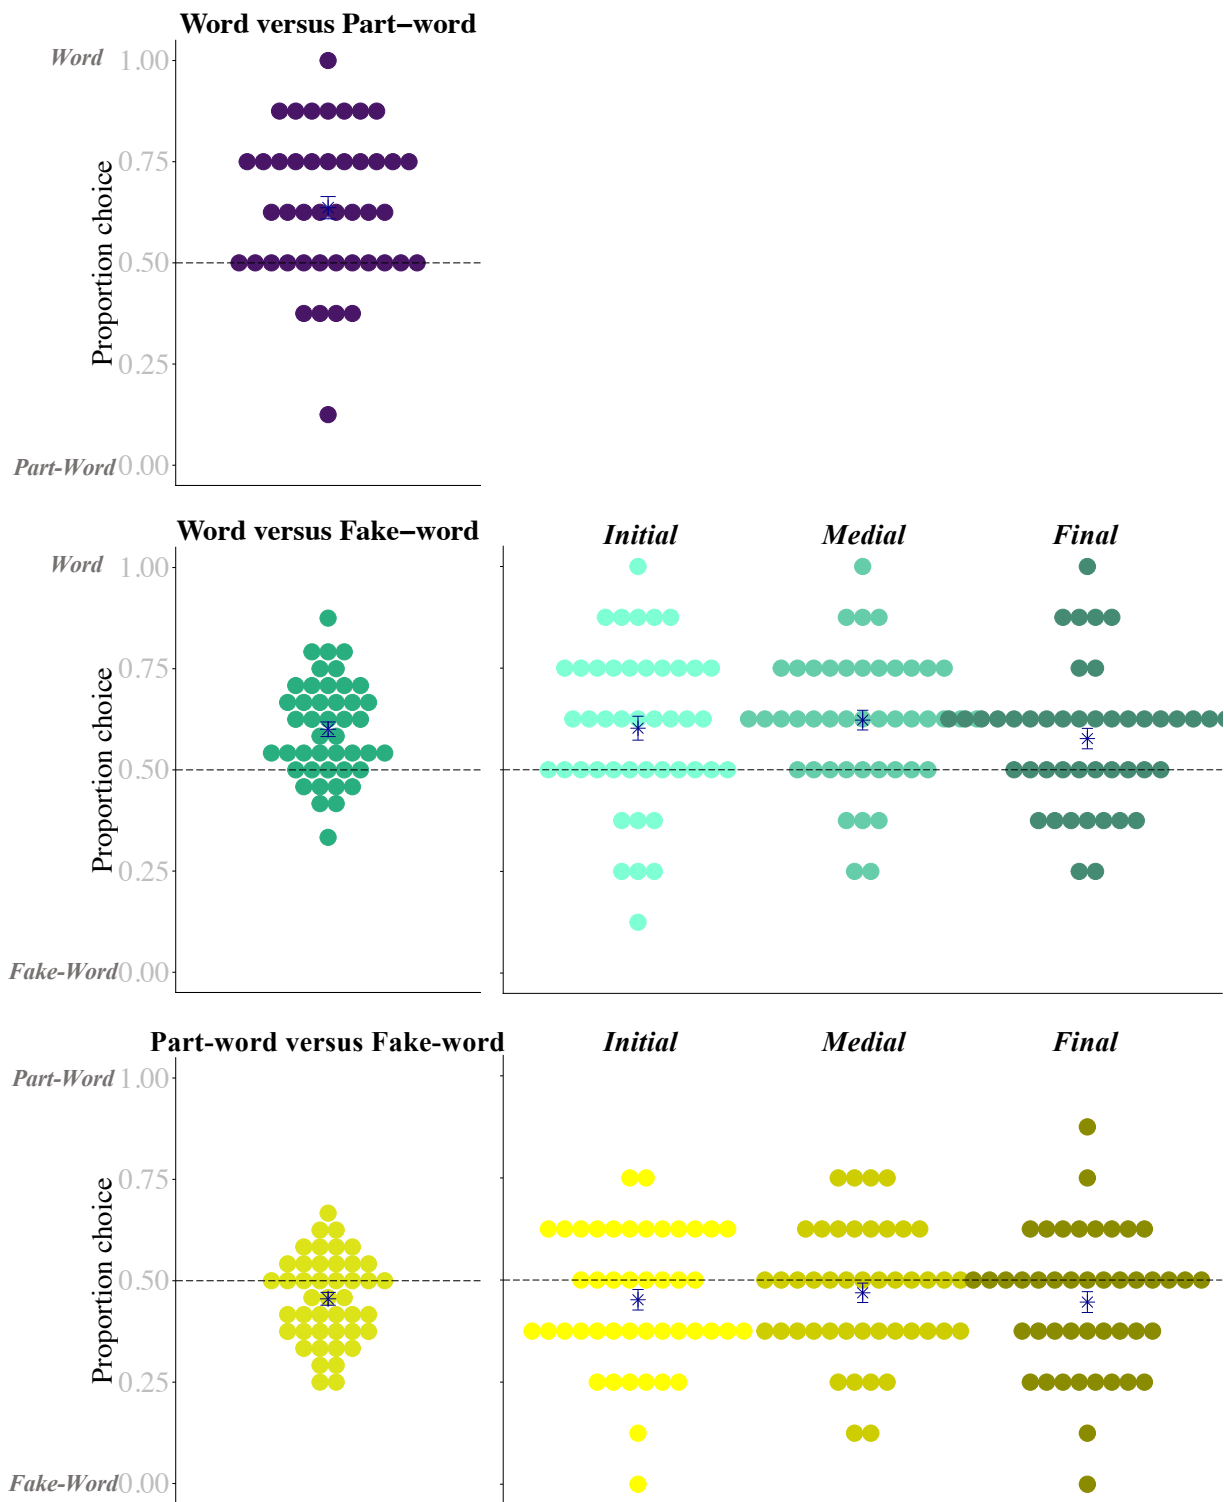 Word versus Part–word
Word 1.00
0.75
0.50
0.25
Part-Word 0.00
Proportion choice
Word versus Fake–word
Initial
Medial
Final
Word 1.00
0.75
0.50
0.25
Fake-Word 0.00
Proportion choice
Part-word versus Fake-word
Initial
Medial
Final
Part-Word 1.00
0.75
0.50
0.25
Fake-Word 0.00
Proportion choice